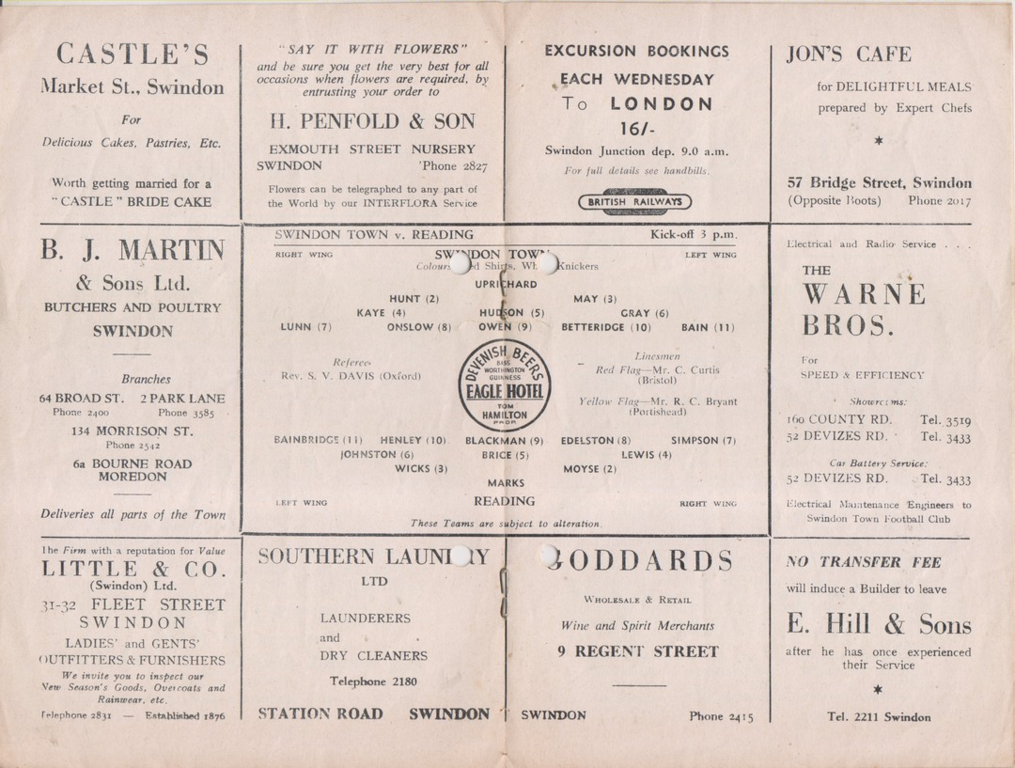 CASTLE'S
Market St., Swindon
For
Delicious Cakes, Pastries, Etc.
Worth getting married for a
"CASTLE" BRIDE CAKE
"SAY IT WITH FLOWERS"
and be sure you get the very best for all
occasions when flowers are required, by
entrusting your order to
H. PENFOLD & SON
EXMOUTH STREET NURSERY
SWINDON 'Phone 2827
Flowers can be telegraphed to any part of
the World by our INTERFLORA Service
EXCURSION BOOKINGS
EACH WEDNESDAY
To LONDON
16/-
Swindon Junction dep. 9.0 a.m.
For full details see handbills.
BRITISH RAILWAYS
JON'S CAFE
for DELIGHTFUL MEALS
prepared by Expert Chefs
*
57 Bridge Street, Swindon
(Opposite Boots) Phone 2017
B. J. MARTIN
& Sons Ltd.
BUTCHERS AND POULTRY
SWINDON
Branches
64 BROAD ST. 2 PARK LANE
Phone 2400 Phone 3585
134 MORRISON ST.
Phone 2542
6a BOURNE ROAD
MOREDON
Deliveries all parts of the Town
SWINDON TOWN v. READING Kick-off 3 p.m.
RIGHT WING SWINDON TOWN LEFT WING
Colours Shirts, Knickers
UPRICHARD
HUNT (2) MAY (3)
KAYE (4) HUDSON (5) GRAY (6)
LUNN (7) ONSLOW (8) OWEN (9) BETTERIDGE (10) BAIN (11)
Referee
Rev. S. V. DAVIS (Oxford)
DEVENISH BEERS
BASS
WORTHINGTON
GUINNESS
EAGLE HOTEL
TOM
HAMILTON
PROP.
Linesmen
Red Flag—Mr. C. Curtis
(Bristol)
Yellow Flag—Mr. R. C. Bryant
(Portishead)
BAINBRIDGE (11) HENLEY (10) BLACKMAN (9) EDELSTON (8) SIMPSON (7)
JOHNSTON (6) BRICE (5) LEWIS (4)
WICKS (3) MOYSE (2)
MARKS
LEFT WING READING RIGHT WING
These Teams are subject to alteration.
Electrical and Radio Service . . .
THE
WARNE
BROS.
For
SPEED & EFFICIENCY
Showrooms:
160 COUNTY RD. Tel. 3519
52 DEVIZES RD. Tel. 3433
Car Battery Service:
52 DEVIZES RD. Tel. 3433
Electrical Maintenance Engineers to
Swindon Town Football Club
The Firm with a reputation for Value
LITTLE & CO.
(Swindon) Ltd.
31-32 FLEET STREET
SWINDON
LADIES' and GENTS'
OUTFITTERS & FURNISHERS
We invite you to inspect our
New Season's Goods, Overcoats and
Rainwear, etc.
Telephone 2831 — Established 1876
SOUTHERN LAUNDRY
LTD
LAUNDERERS
and
DRY CLEANERS
Telephone 2180
STATION ROAD SWINDON
GODDARDS
WHOLESALE & RETAIL
Wine and Spirit Merchants
9 REGENT STREET
SWINDON Phone 2415
NO TRANSFER FEE
will induce a Builder to leave
E. Hill & Sons
after he has once experienced
their Service
*
Tel. 2211 Swindon